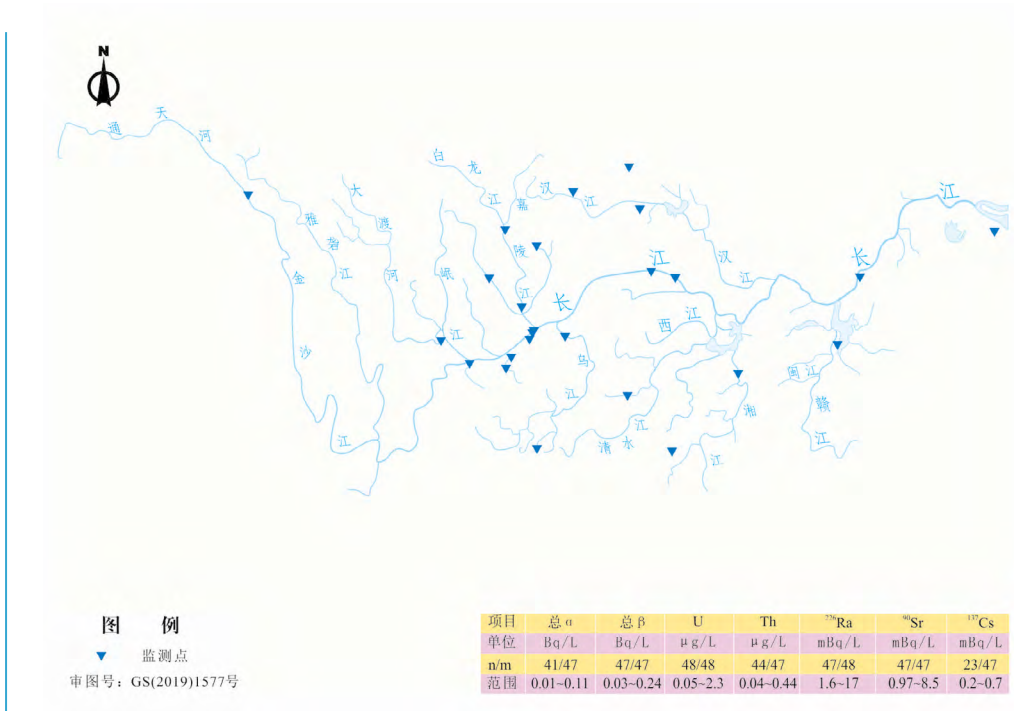 N
通天河
白龙江
大渡河
嘉陵江
汉江
江
雅砻江
岷江
汉江
长
江
长
金沙江
西江
乌江
闽江
清水江
湘江
赣江
图 例
监测点
审图号：GS(2019)1577号
项目 总α 总β U Th ²²⁶Ra ⁹⁰Sr ¹³⁷Cs
单位 Bq/L Bq/L μg/L μg/L mBq/L mBq/L mBq/L
n/m 41/47 47/47 48/48 44/47 47/48 47/47 23/47
范围 0.01~0.11 0.03~0.24 0.05~2.3 0.04~0.44 1.6~17 0.97~8.5 0.2~0.7